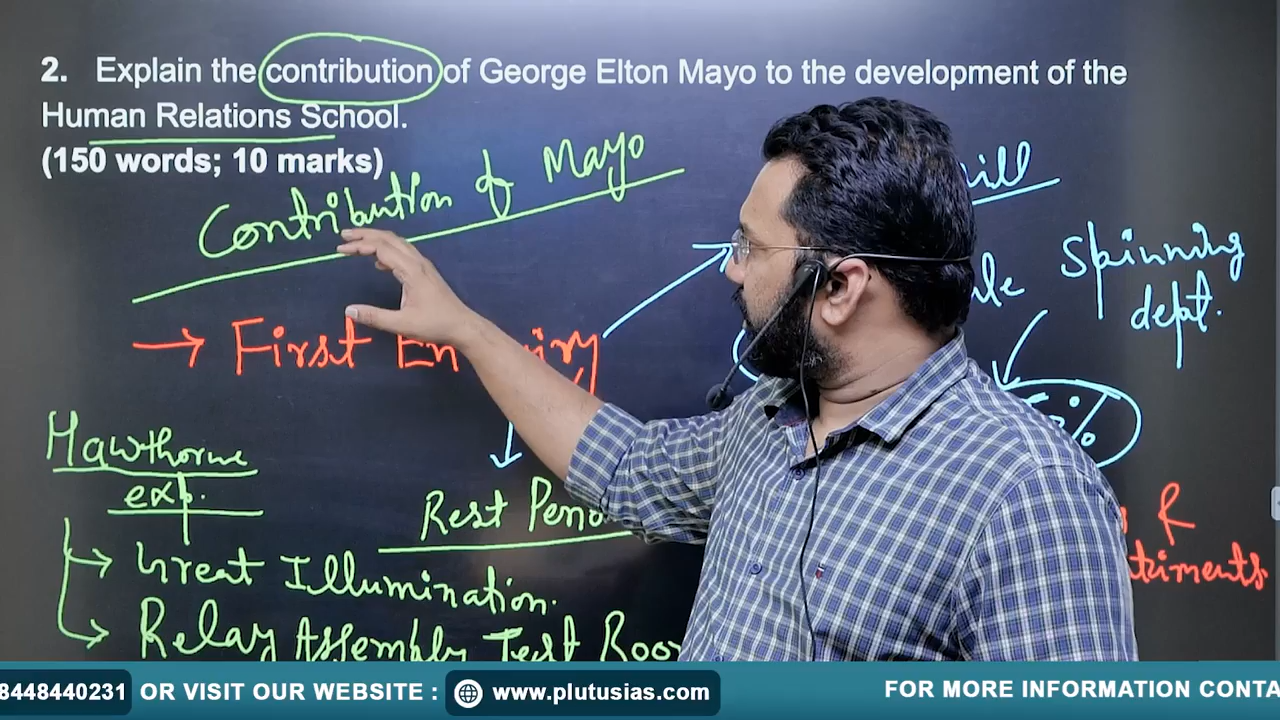 2. Explain the contribution of George Elton Mayo to the development of the
Human Relations School.
(150 words; 10 marks)
Contribution of Mayo
→ First
spinning
dept.
Hawthorne
exp.
Rest
→ Great Illumination.
→ Relay Assembly Test
R
8448440231 OR VISIT OUR WEBSITE : www.plutusias.com FOR MORE INFORMATION